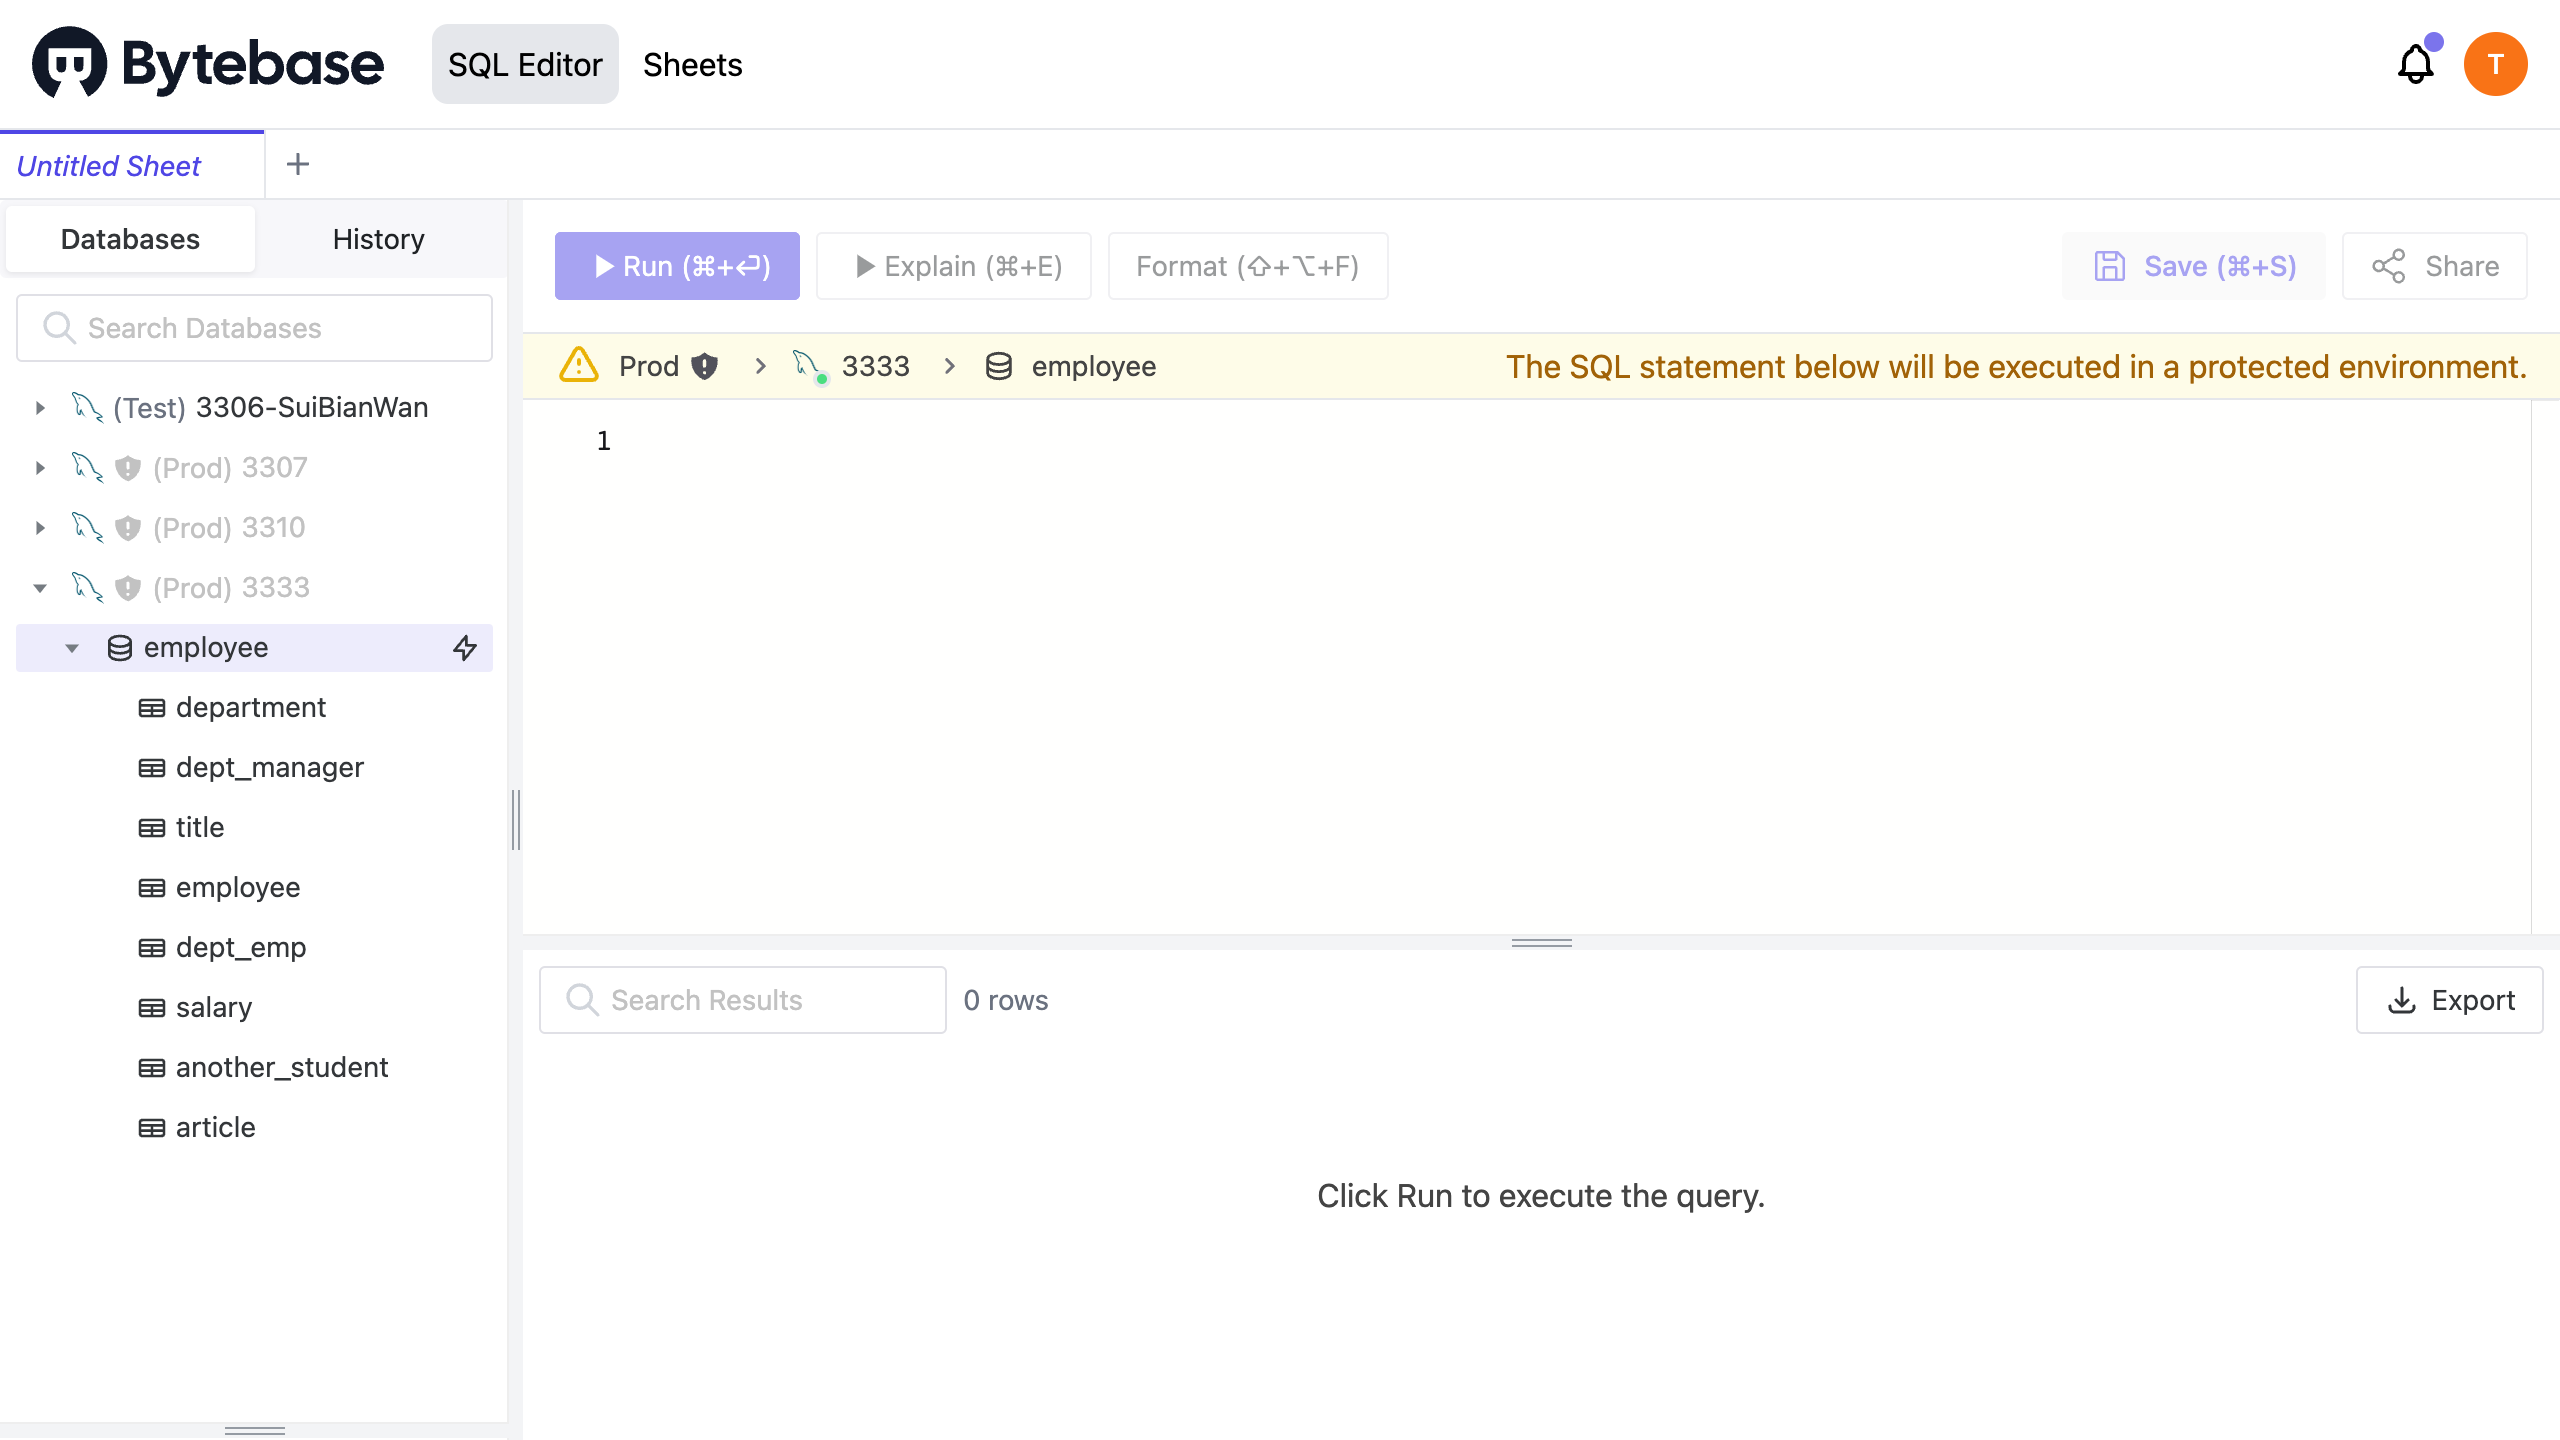 Bytebase
SQL Editor
Sheets
T
Untitled Sheet
Databases
History
Run (⌘+⏎)
Explain (⌘+E)
Format (⇧+⌥+F)
Save (⌘+S)
Share
Search Databases
Prod
3333
employee
The SQL statement below will be executed in a protected environment.
(Test) 3306-SuiBianWan
(Prod) 3307
(Prod) 3310
(Prod) 3333
employee
department
dept_manager
title
employee
dept_emp
salary
another_student
article
1
Search Results
0 rows
Export
Click Run to execute the query.